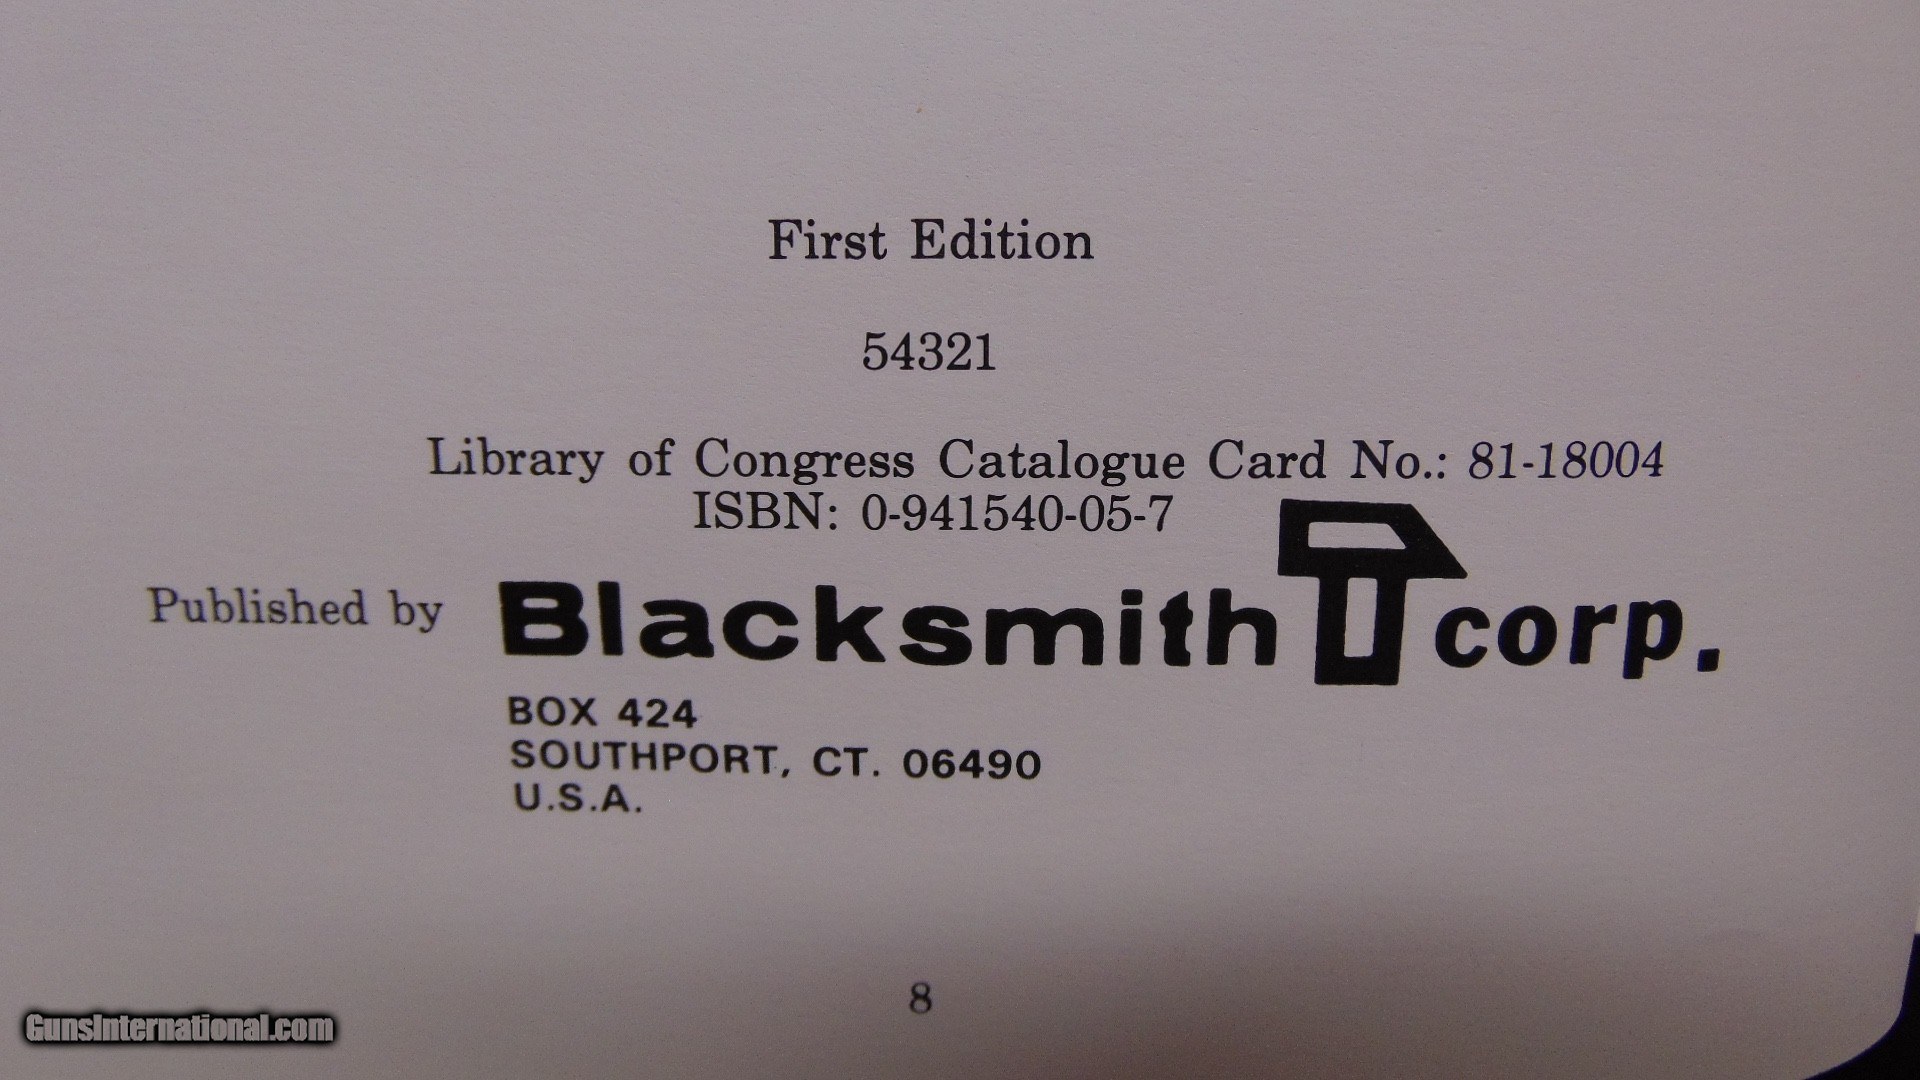 First Edition
54321
Library of Congress Catalogue Card No.: 81-18004
ISBN: 0-941540-05-7
Published by Blacksmith corp.
BOX 424
SOUTHPORT, CT. 06490
U.S.A.
8
GunsInternational.com